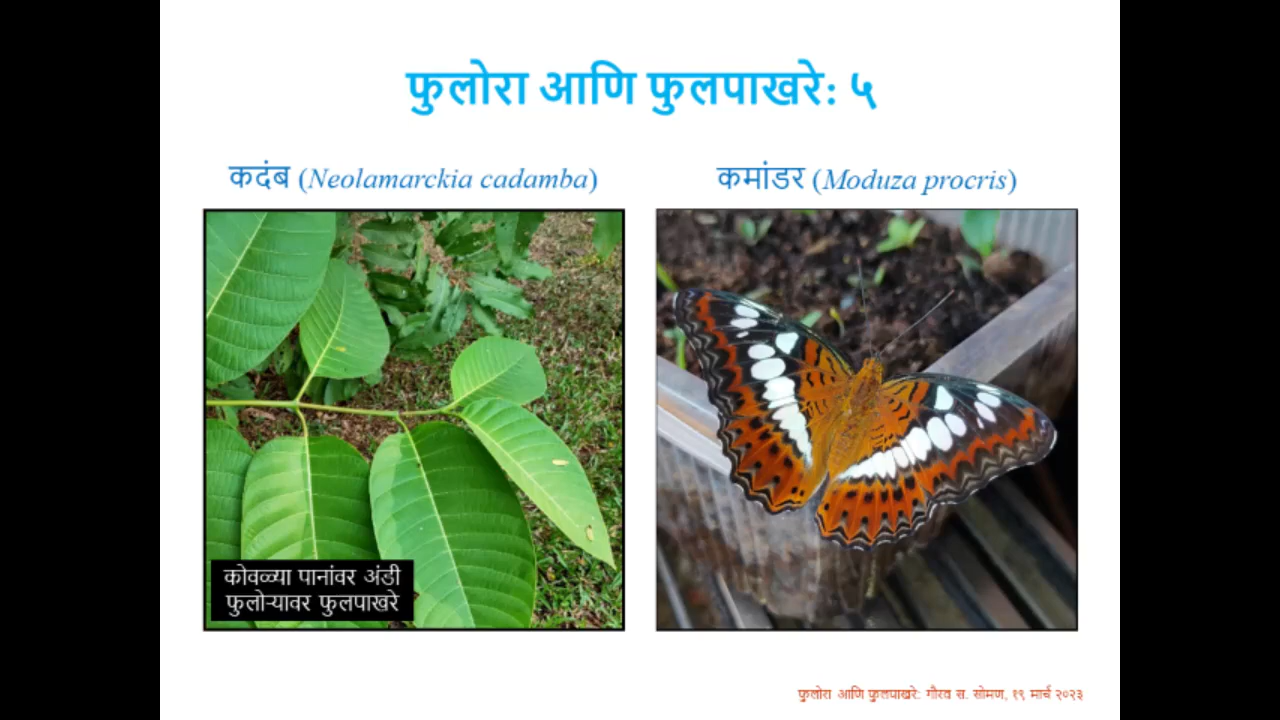 फुलोरा आणि फुलपाखरे: ५
कदंब (Neolamarckia cadamba)
कमांडर (Moduza procris)
कोवळ्या पानांवर अंडी
फुलोऱ्यावर फुलपाखरे
फुलोरा आणि फुलपाखरे: गौरव स. सोमण, १९ मार्च २०२३